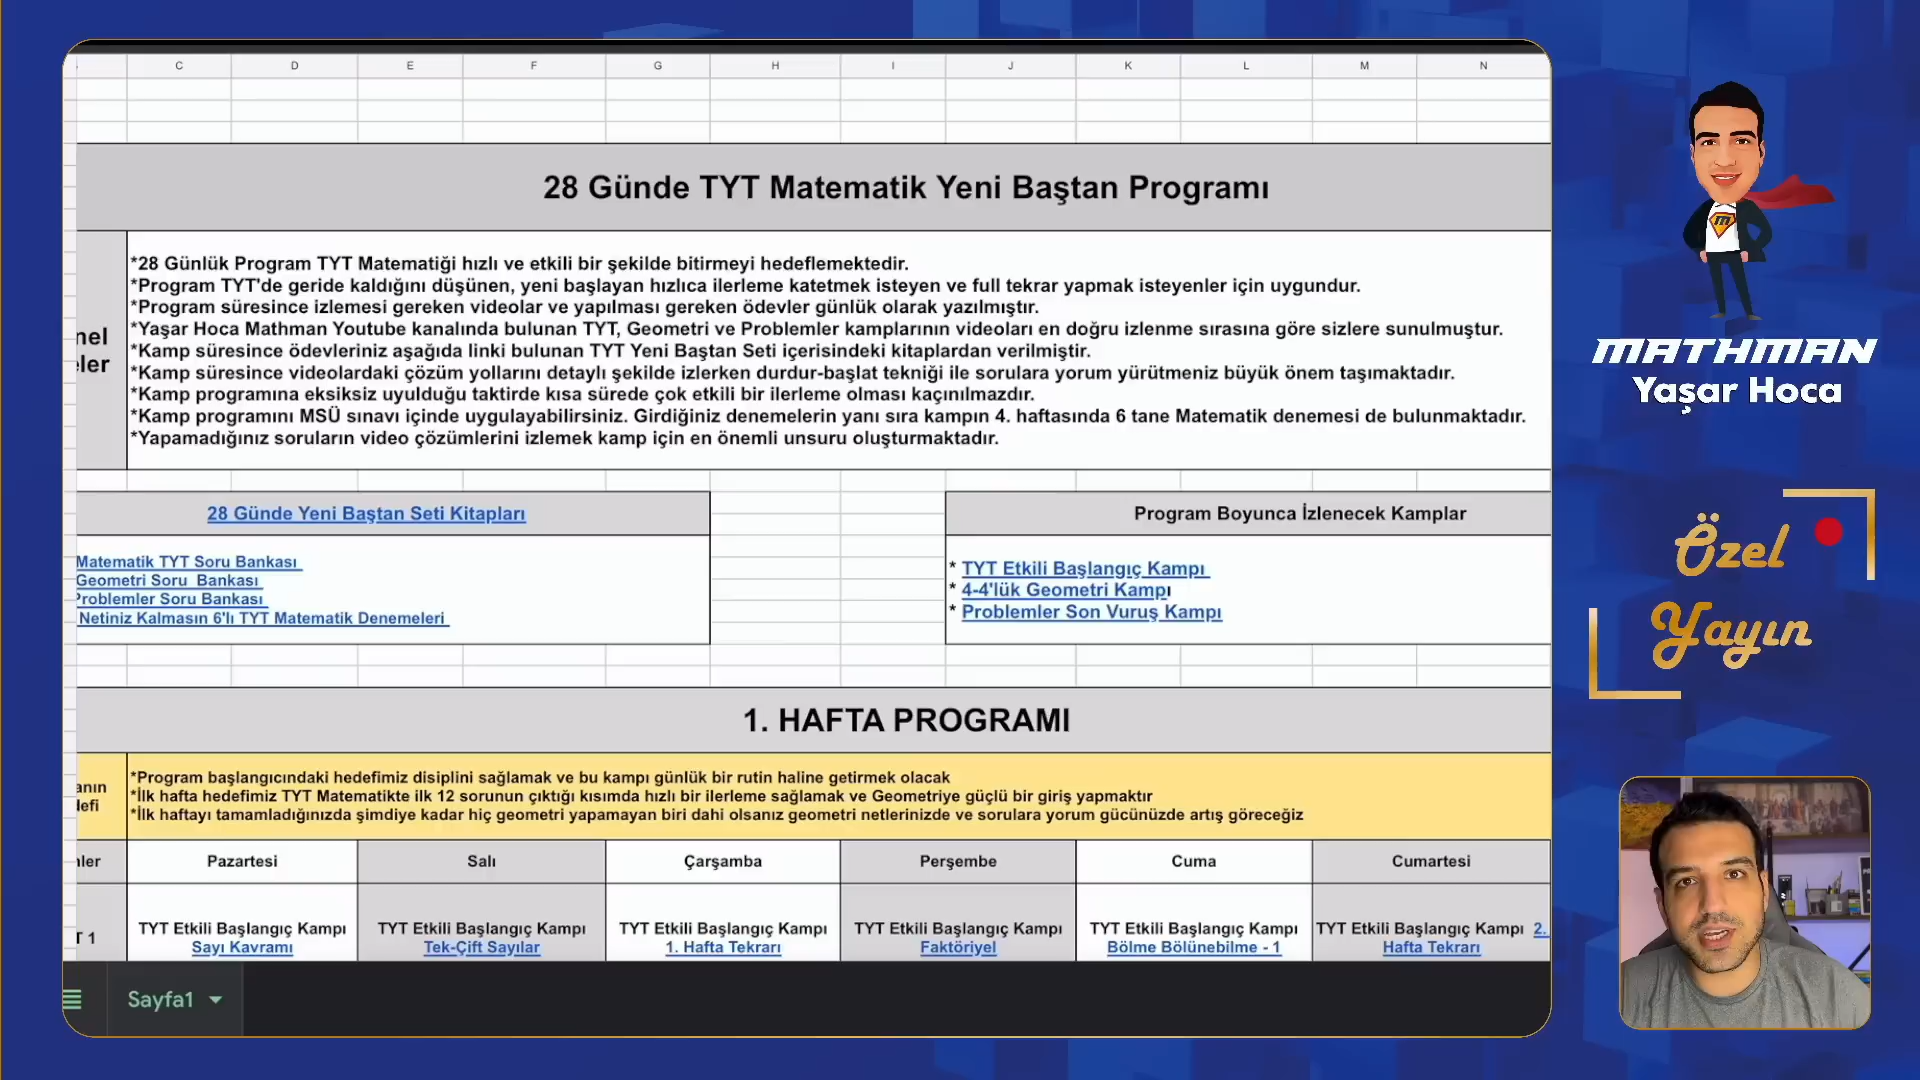 C D E F G H I J K L M N
28 Günde TYT Matematik Yeni Baştan Programı
*28 Günlük Program TYT Matematiği hızlı ve etkili bir şekilde bitirmeyi hedeflemektedir.
*Program TYT'de geride kaldığını düşünen, yeni başlayan hızlıca ilerleme katetmek isteyen ve full tekrar yapmak isteyenler için uygundur.
*Program süresince izlemesi gereken videolar ve yapılması gereken ödevler günlük olarak yazılmıştır.
*Yaşar Hoca Mathman Youtube kanalında bulunan TYT, Geometri ve Problemler kamplarının videoları en doğru izlenme sırasına göre sizlere sunulmuştur.
*Kamp süresince ödevleriniz aşağıda linki bulunan TYT Yeni Baştan Seti içerisindeki kitaplardan verilmiştir.
*Kamp süresince videolardaki çözüm yollarını detaylı şekilde izlerken durdur-başlat tekniği ile sorulara yorum yürütmeniz büyük önem taşımaktadır.
*Kamp programına eksiksiz uyulduğu taktirde kısa sürede çok etkili bir ilerleme olması kaçınılmazdır.
*Kamp programını MSÜ sınavı içinde uygulayabilirsiniz. Girdiğiniz denemelerin yanı sıra kampın 4. haftasında 6 tane Matematik denemesi de bulunmaktadır.
*Yapamadığınız soruların video çözümlerini izlemek kamp için en önemli unsuru oluşturmaktadır.
28 Günde Yeni Baştan Seti Kitapları
Matematik TYT Soru Bankası
Geometri Soru Bankası
Problemler Soru Bankası
Netiniz Kalmasın 6'lı TYT Matematik Denemeleri
Program Boyunca İzlenecek Kamplar
* TYT Etkili Başlangıç Kampı
* 4-4'lük Geometri Kampı
* Problemler Son Vuruş Kampı
1. HAFTA PROGRAMI
*Program başlangıcındaki hedefimiz disiplini sağlamak ve bu kampı günlük bir rutin haline getirmek olacak
*İlk hafta hedefimiz TYT Matematikte ilk 12 sorunun çıktığı kısımda hızlı bir ilerleme sağlamak ve Geometriye güçlü bir giriş yapmaktır
*İlk haftayı tamamladığınızda şimdiye kadar hiç geometri yapamayan biri dahi olsanız geometri netlerinizde ve sorulara yorum gücünüzde artış göreceğiz
Pazartesi Salı Çarşamba Perşembe Cuma Cumartesi
TYT Etkili Başlangıç Kampı TYT Etkili Başlangıç Kampı TYT Etkili Başlangıç Kampı TYT Etkili Başlangıç Kampı TYT Etkili Başlangıç Kampı TYT Etkili Başlangıç Kampı 2.
Sayı Kavramı Tek-Çift Sayılar 1. Hafta Tekrarı Faktöriyel Bölme Bölünebilme - 1 Hafta Tekrarı
Sayfa1
MATHMAN
Yaşar Hoca
Özel
Yayın